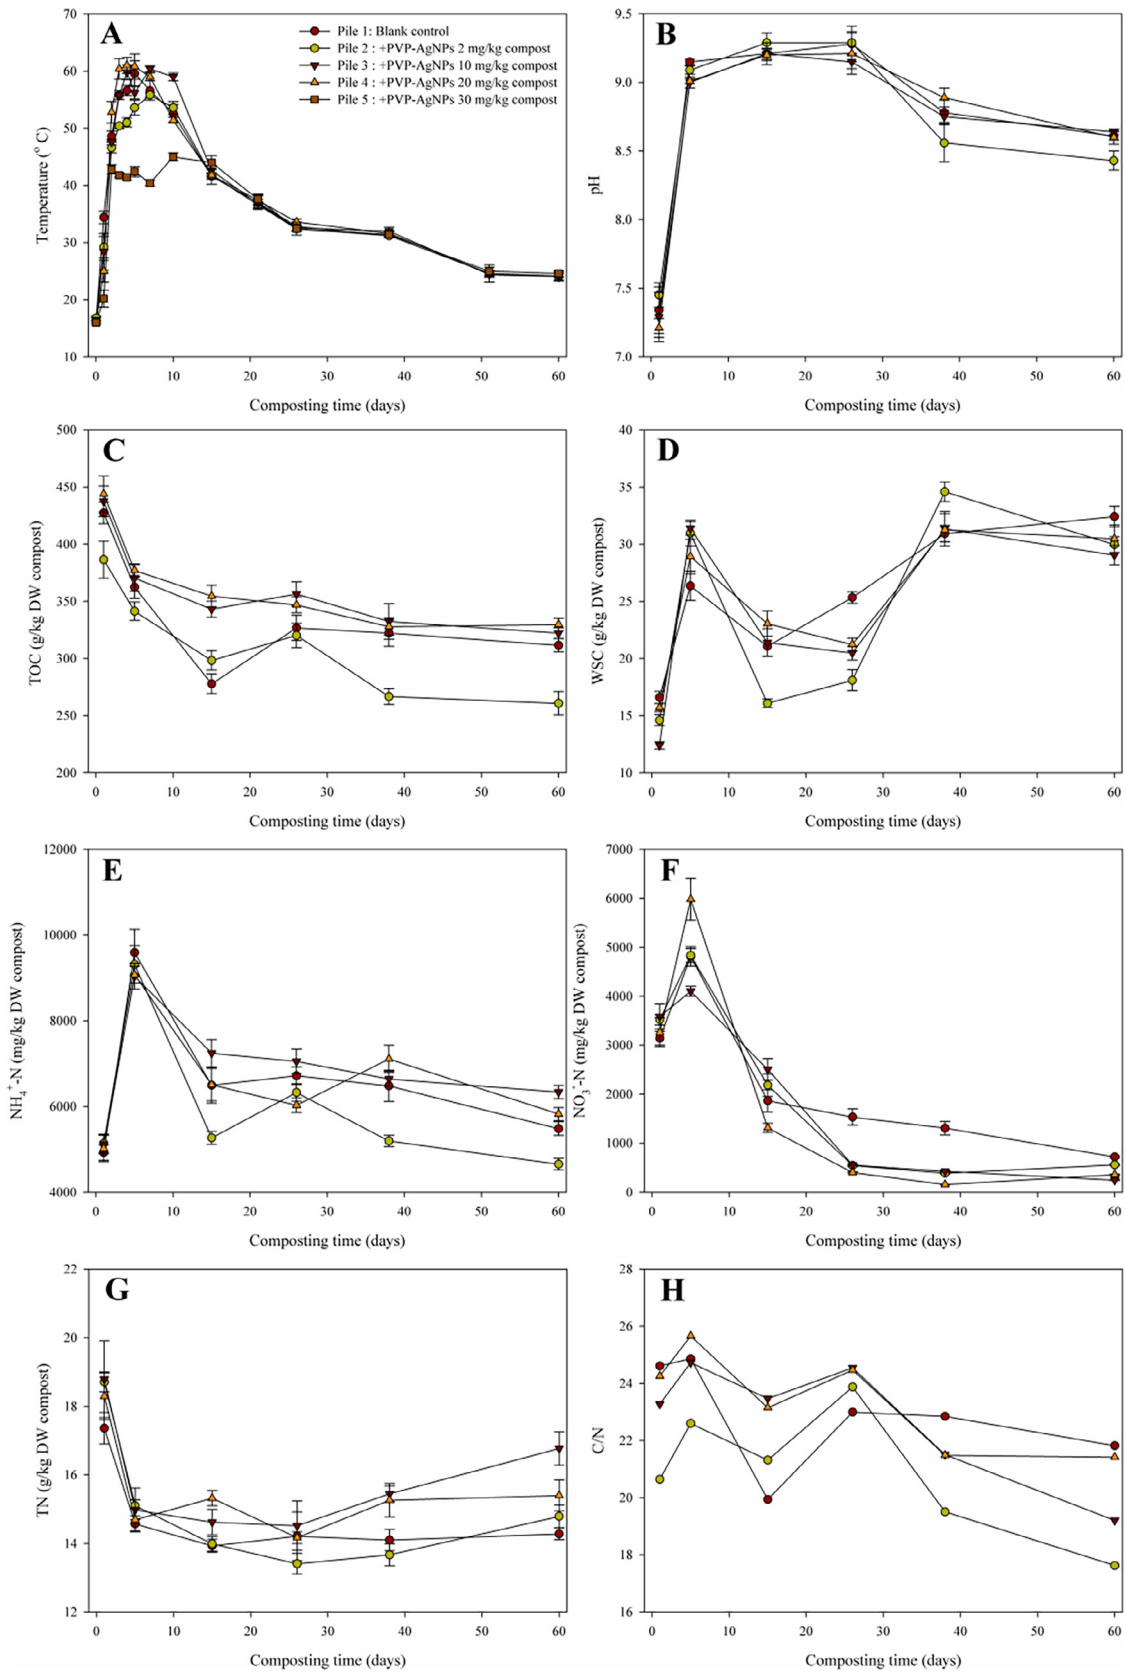 A
Pile 1: Blank control
Pile 2 : +PVP-AgNPs 2 mg/kg compost
Pile 3 : +PVP-AgNPs 10 mg/kg compost
Pile 4 : +PVP-AgNPs 20 mg/kg compost
Pile 5 : +PVP-AgNPs 30 mg/kg compost
Temperature (° C)
70
60
50
40
30
20
10
0 10 20 30 40 50 60
Composting time (days)
B
pH
9.5
9.0
8.5
8.0
7.5
7.0
0 10 20 30 40 50 60
Composting time (days)
C
TOC (g/kg DW compost)
500
450
400
350
300
250
200
0 10 20 30 40 50 60
Composting time (days)
D
WSC (g/kg DW compost)
40
35
30
25
20
15
10
0 10 20 30 40 50 60
Composting time (days)
E
NH₄⁺-N (mg/kg DW compost)
12000
10000
8000
6000
4000
0 10 20 30 40 50 60
Composting time (days)
F
NO₃⁻-N (mg/kg DW compost)
7000
6000
5000
4000
3000
2000
1000
0
0 10 20 30 40 50 60
Composting time (days)
G
TN (g/kg DW compost)
22
20
18
16
14
12
0 10 20 30 40 50 60
Composting time (days)
H
C/N
28
26
24
22
20
18
16
0 10 20 30 40 50 60
Composting time (days)